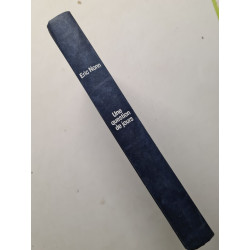 Eric Nonn
Une
question
de jours